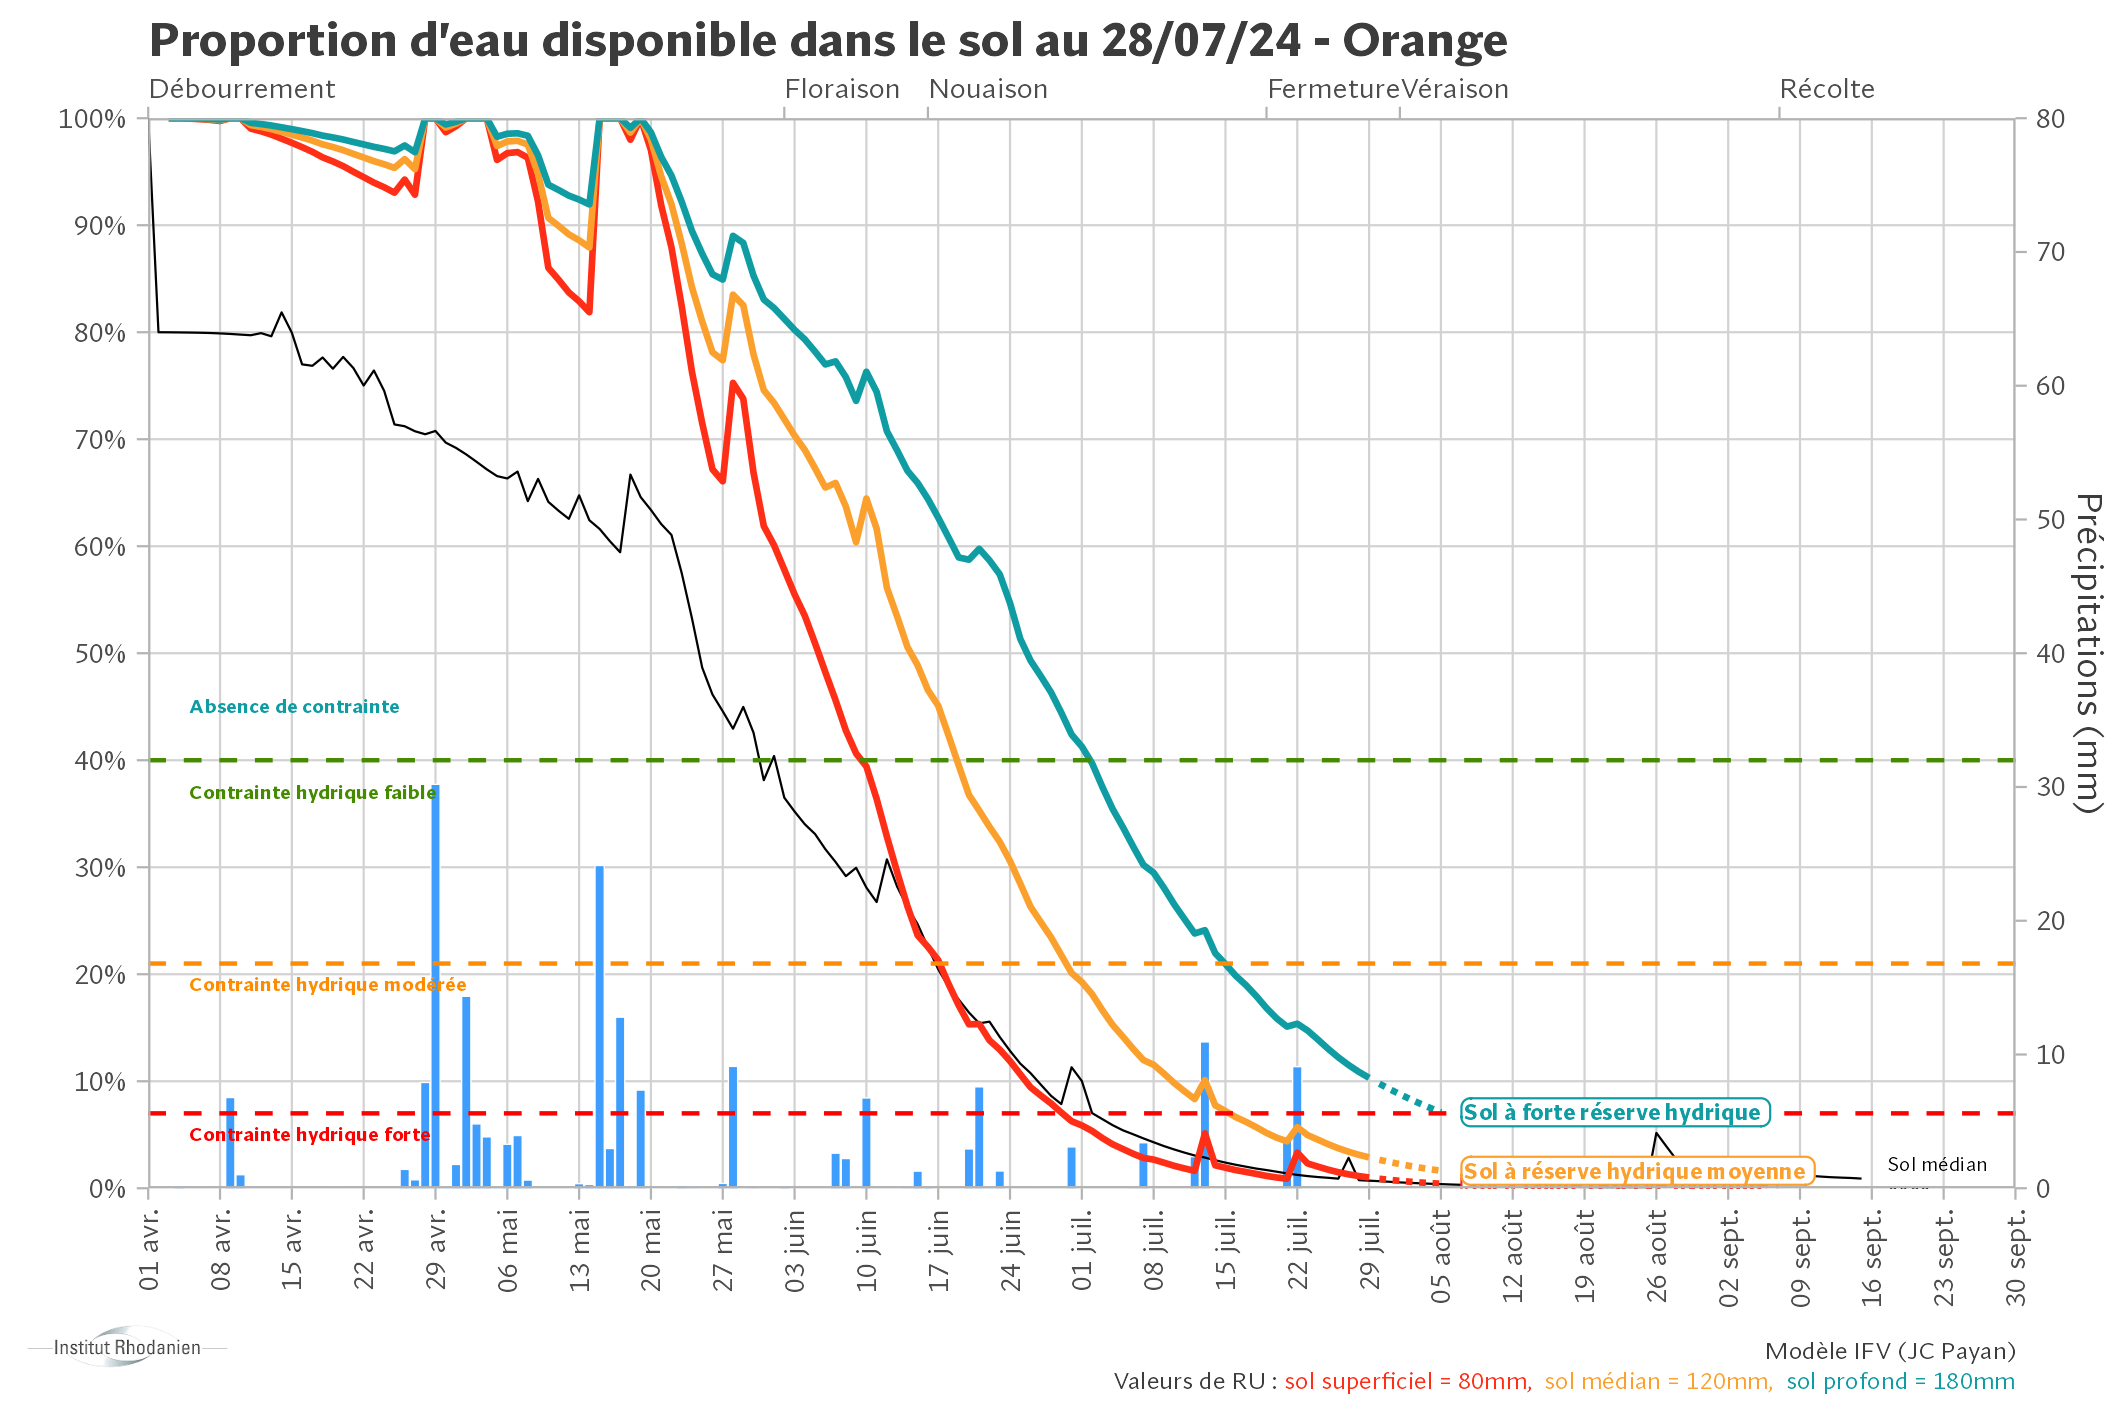 Proportion d'eau disponible dans le sol au 28/07/24 - Orange
Débourrement Floraison Nouaison Fermeture Véraison Récolte
100% 80
90%
70
80%
60
70%
60% 50
50% 40
Absence de contrainte
40%
Contrainte hydrique faible 30
30%
20
20%
Contrainte hydrique modérée
10% 10
Contrainte hydrique forte
Sol à forte réserve hydrique
Sol à réserve hydrique moyenne
Sol médian
0% 0
Précipitations (mm)
01 avr. 08 avr. 15 avr. 22 avr. 29 avr. 06 mai 13 mai 20 mai 27 mai 03 juin 10 juin 17 juin 24 juin 01 juil. 08 juil. 15 juil. 22 juil. 29 juil. 05 août 12 août 19 août 26 août 02 sept. 09 sept. 16 sept. 23 sept. 30 sept.
Institut Rhodanien
Modèle IFV (JC Payan)
Valeurs de RU : sol superficiel = 80mm, sol médian = 120mm, sol profond = 180mm